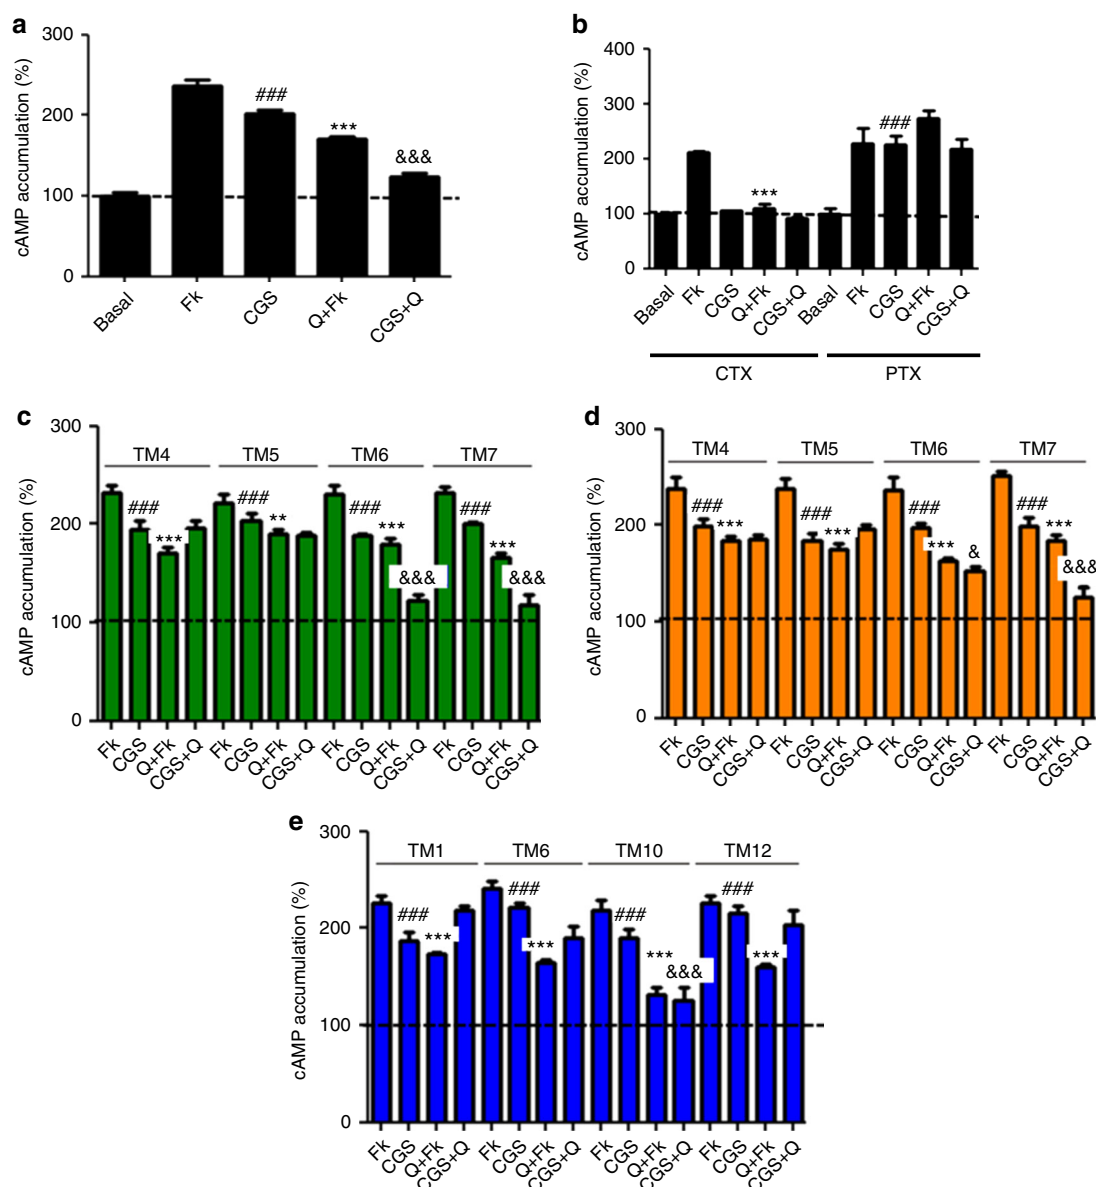 a
cAMP accumulation (%)
300
200
100
0
###
***
&&&
Basal Fk CGS Q+Fk CGS+Q
b
cAMP accumulation (%)
400
300
200
100
0
***
###
Basal Fk CGS Q+Fk CGS+Q Basal Fk CGS Q+Fk CGS+Q
CTX PTX
c
cAMP accumulation (%)
300
200
100
0
TM4 TM5 TM6 TM7
### *** ### ** ### *** &&& ### *** &&&
Fk CGS Q+Fk CGS+Q Fk CGS Q+Fk CGS+Q Fk CGS Q+Fk CGS+Q Fk CGS Q+Fk CGS+Q
d
cAMP accumulation (%)
300
200
100
0
TM4 TM5 TM6 TM7
### *** ### *** ### *** & ### *** &&&
Fk CGS Q+Fk CGS+Q Fk CGS Q+Fk CGS+Q Fk CGS Q+Fk CGS+Q Fk CGS Q+Fk CGS+Q
e
cAMP accumulation (%)
300
200
100
0
TM1 TM6 TM10 TM12
### *** ### *** ### *** &&& ### ***
Fk CGS Q+Fk CGS+Q Fk CGS Q+Fk CGS+Q Fk CGS Q+Fk CGS+Q Fk CGS Q+Fk CGS+Q